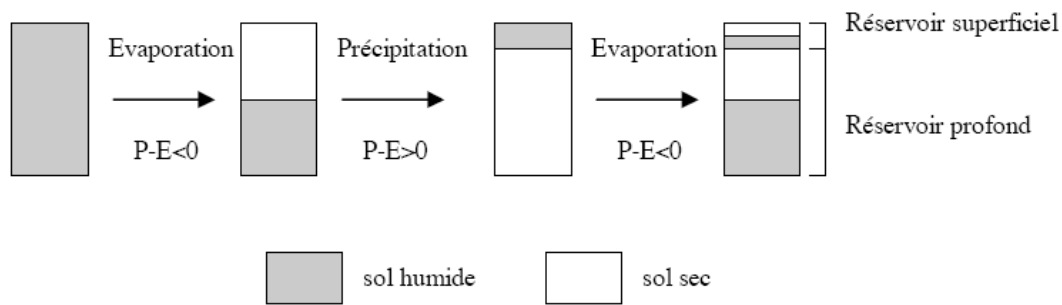 Evaporation
P-E<0
Précipitation
P-E>0
Evaporation
P-E<0
Réservoir superficiel
Réservoir profond
sol humide
sol sec